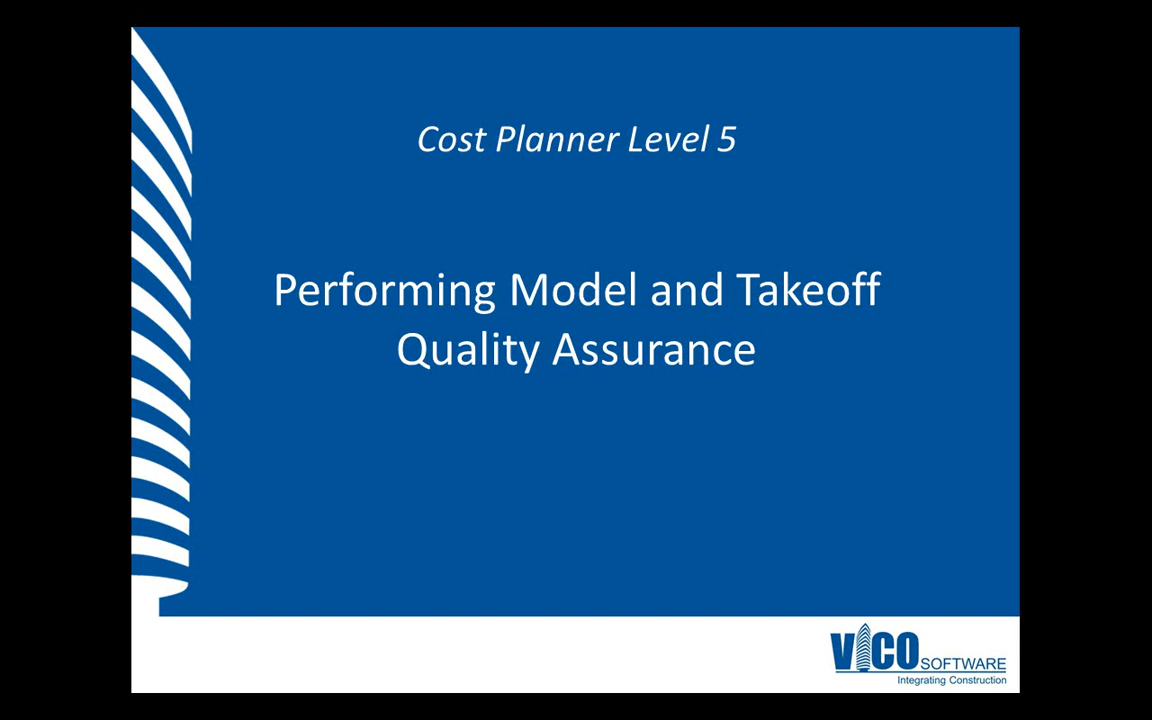 Cost Planner Level 5
Performing Model and Takeoff
Quality Assurance
VICO SOFTWARE
Integrating Construction